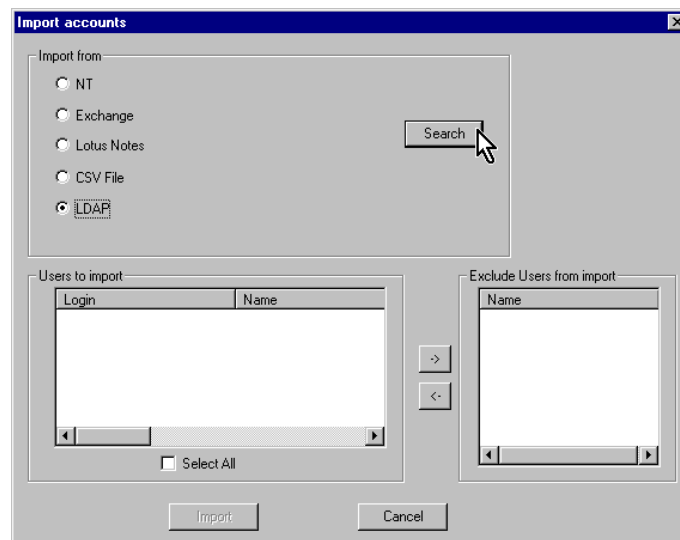 Import accounts
Import from
NT
Exchange
Search
Lotus Notes
CSV File
LDAP
Users to import
Login Name
Exclude Users from import
Name
->
<-
Select All
Import Cancel